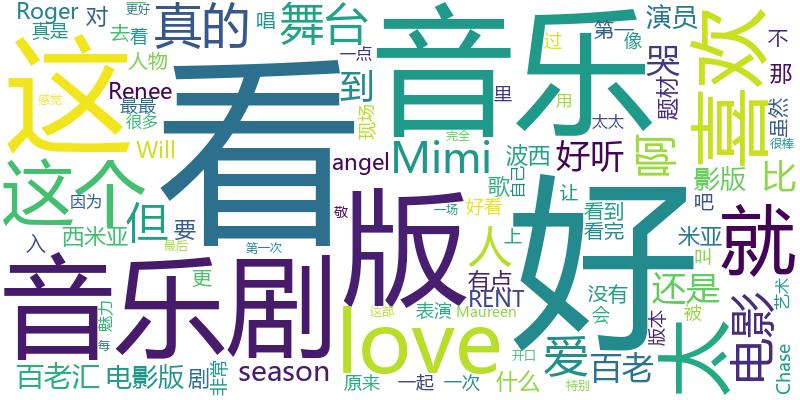 Roger 对 唱 真的 舞台 音乐 演员 更好 过 第一 像 喜欢 不
真是 去 着 这 看 到 一点 哭 题材 那
人物 Renee 里 用 虽然
感觉 最最 很多 现场 完全 太太 很棒
Will angel Mimi 波西 好听 啊 影版 比
这个 但 因为 版 好 歌 自己 让 吧
西米亚 要 敬 一场 好看 人 上 看到 看完 米亚 就
入 最后 第一次 有点 叫
音乐剧 更 RENT 没有 还是 电影 艺术
魅力 这部 表演 Maureen 会 版本 被
每 love 爱 百老 太
百老汇 电影版 剧 非常 season 原来 一起 一次 什么 开口 特别 Chase